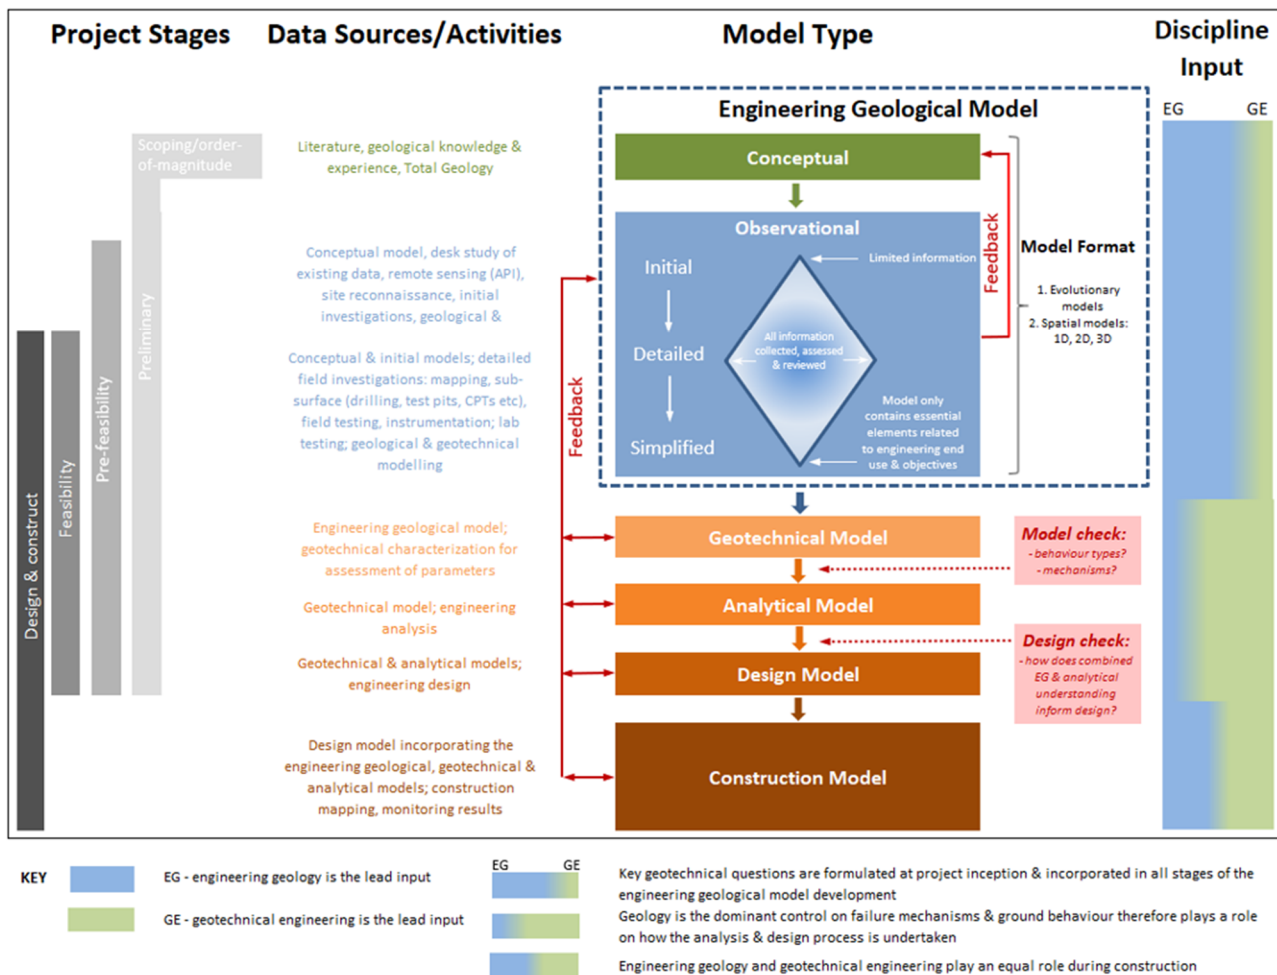 Project Stages
Data Sources/Activities
Model Type
Discipline
Input
EG
GE
Engineering Geological Model
Scoping/order-
of-magnitude
Preliminary
Pre-feasibility
Feasibility
Design & construct
Literature, geological knowledge &
experience, Total Geology
Conceptual
Conceptual model, desk study of
existing data, remote sensing (API),
site reconnaissance, initial
investigations, geological &
Observational
Initial
Detailed
Simplified
Limited information
All information
collected, assessed
& reviewed
Model only
contains essential
elements related
to engineering end
use & objectives
Feedback
Model Format
1. Evolutionary
models
2. Spatial models:
1D, 2D, 3D
Conceptual & initial models; detailed
field investigations: mapping, sub-
surface (drilling, test pits, CPTs etc),
field testing, instrumentation; lab
testing; geological & geotechnical
modelling
Feedback
Engineering geological model;
geotechnical characterization for
assessment of parameters
Geotechnical Model
Model check:
- behaviour types?
- mechanisms?
Geotechnical model; engineering
analysis
Analytical Model
Geotechnical & analytical models;
engineering design
Design Model
Design check:
- how does combined
EG & analytical
understanding
inform design?
Design model incorporating the
engineering geological, geotechnical &
analytical models; construction
mapping, monitoring results
Construction Model
KEY
EG - engineering geology is the lead input
GE - geotechnical engineering is the lead input
EG
GE
Key geotechnical questions are formulated at project inception & incorporated in all stages of the
engineering geological model development
Geology is the dominant control on failure mechanisms & ground behaviour therefore plays a role
on how the analysis & design process is undertaken
Engineering geology and geotechnical engineering play an equal role during construction